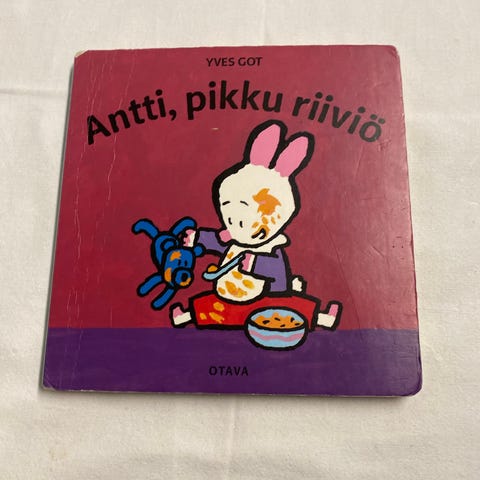 YVES GOT
Antti, pikku riiviö
OTAVA